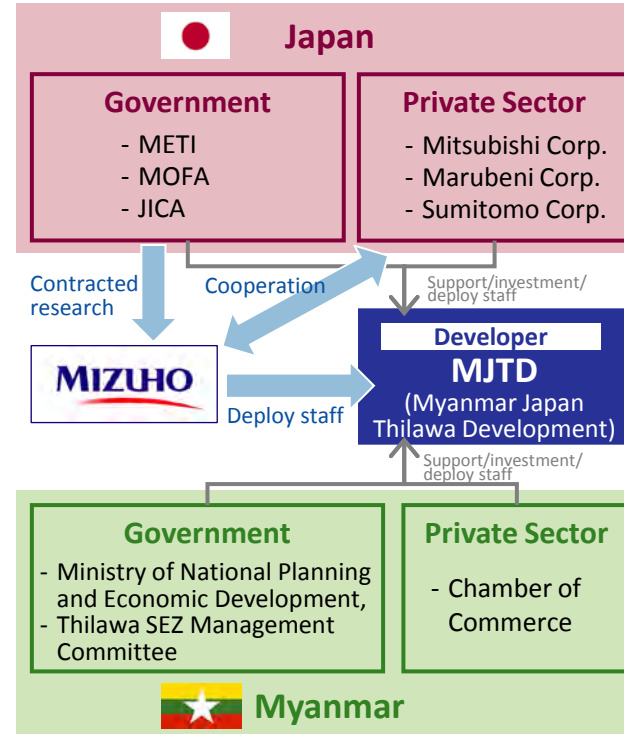 Japan
Government
- METI
- MOFA
- JICA
Private Sector
- Mitsubishi Corp.
- Marubeni Corp.
- Sumitomo Corp.
Contracted
research
Cooperation
Support/investment/
deploy staff
MIZUHO
Deploy staff
Developer
MJTD
(Myanmar Japan
Thilawa Development)
Support/investment/
deploy staff
Government
- Ministry of National Planning
and Economic Development,
- Thilawa SEZ Management
Committee
Private Sector
- Chamber of
Commerce
Myanmar